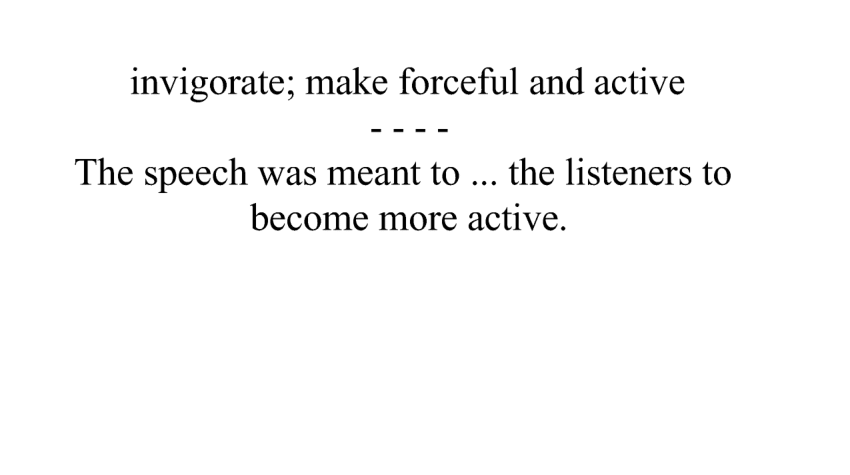 invigorate; make forceful and active
- - - -
The speech was meant to ... the listeners to
become more active.